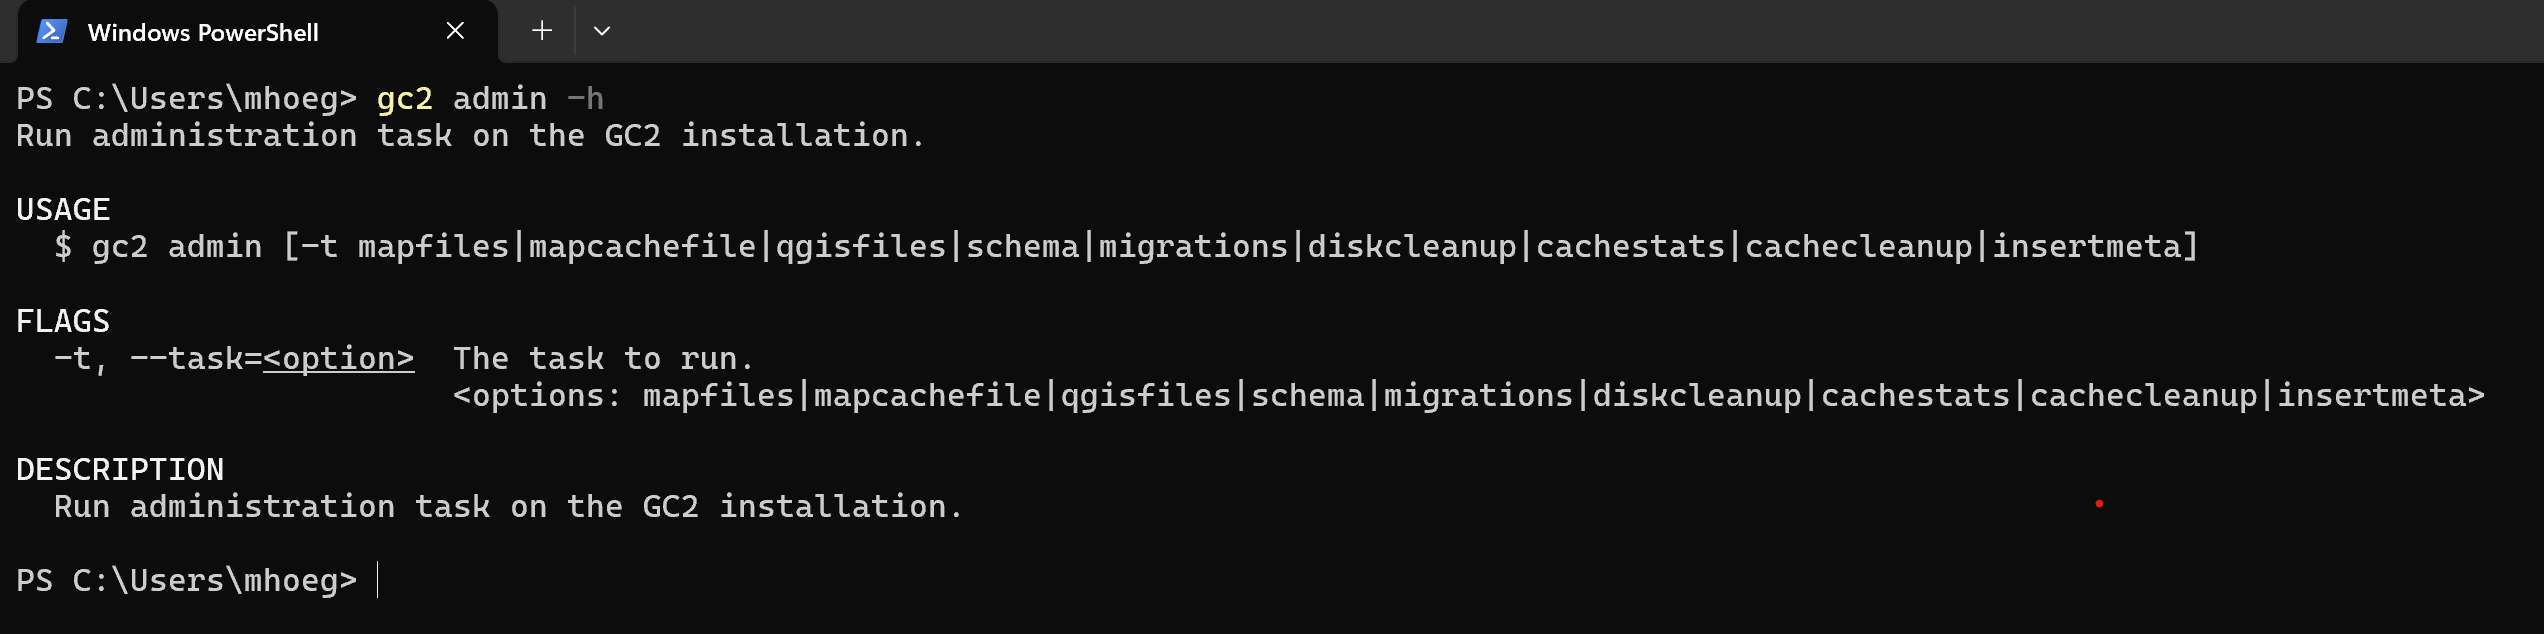 Windows PowerShell
PS C:\Users\mhoeg> gc2 admin -h
Run administration task on the GC2 installation.
USAGE
$ gc2 admin [-t mapfiles|mapcachefile|qgisfiles|schema|migrations|diskcleanup|cachestats|cachecleanup|insertmeta]
FLAGS
-t, --task=<option>  The task to run.
<options: mapfiles|mapcachefile|qgisfiles|schema|migrations|diskcleanup|cachestats|cachecleanup|insertmeta>
DESCRIPTION
Run administration task on the GC2 installation.
PS C:\Users\mhoeg>